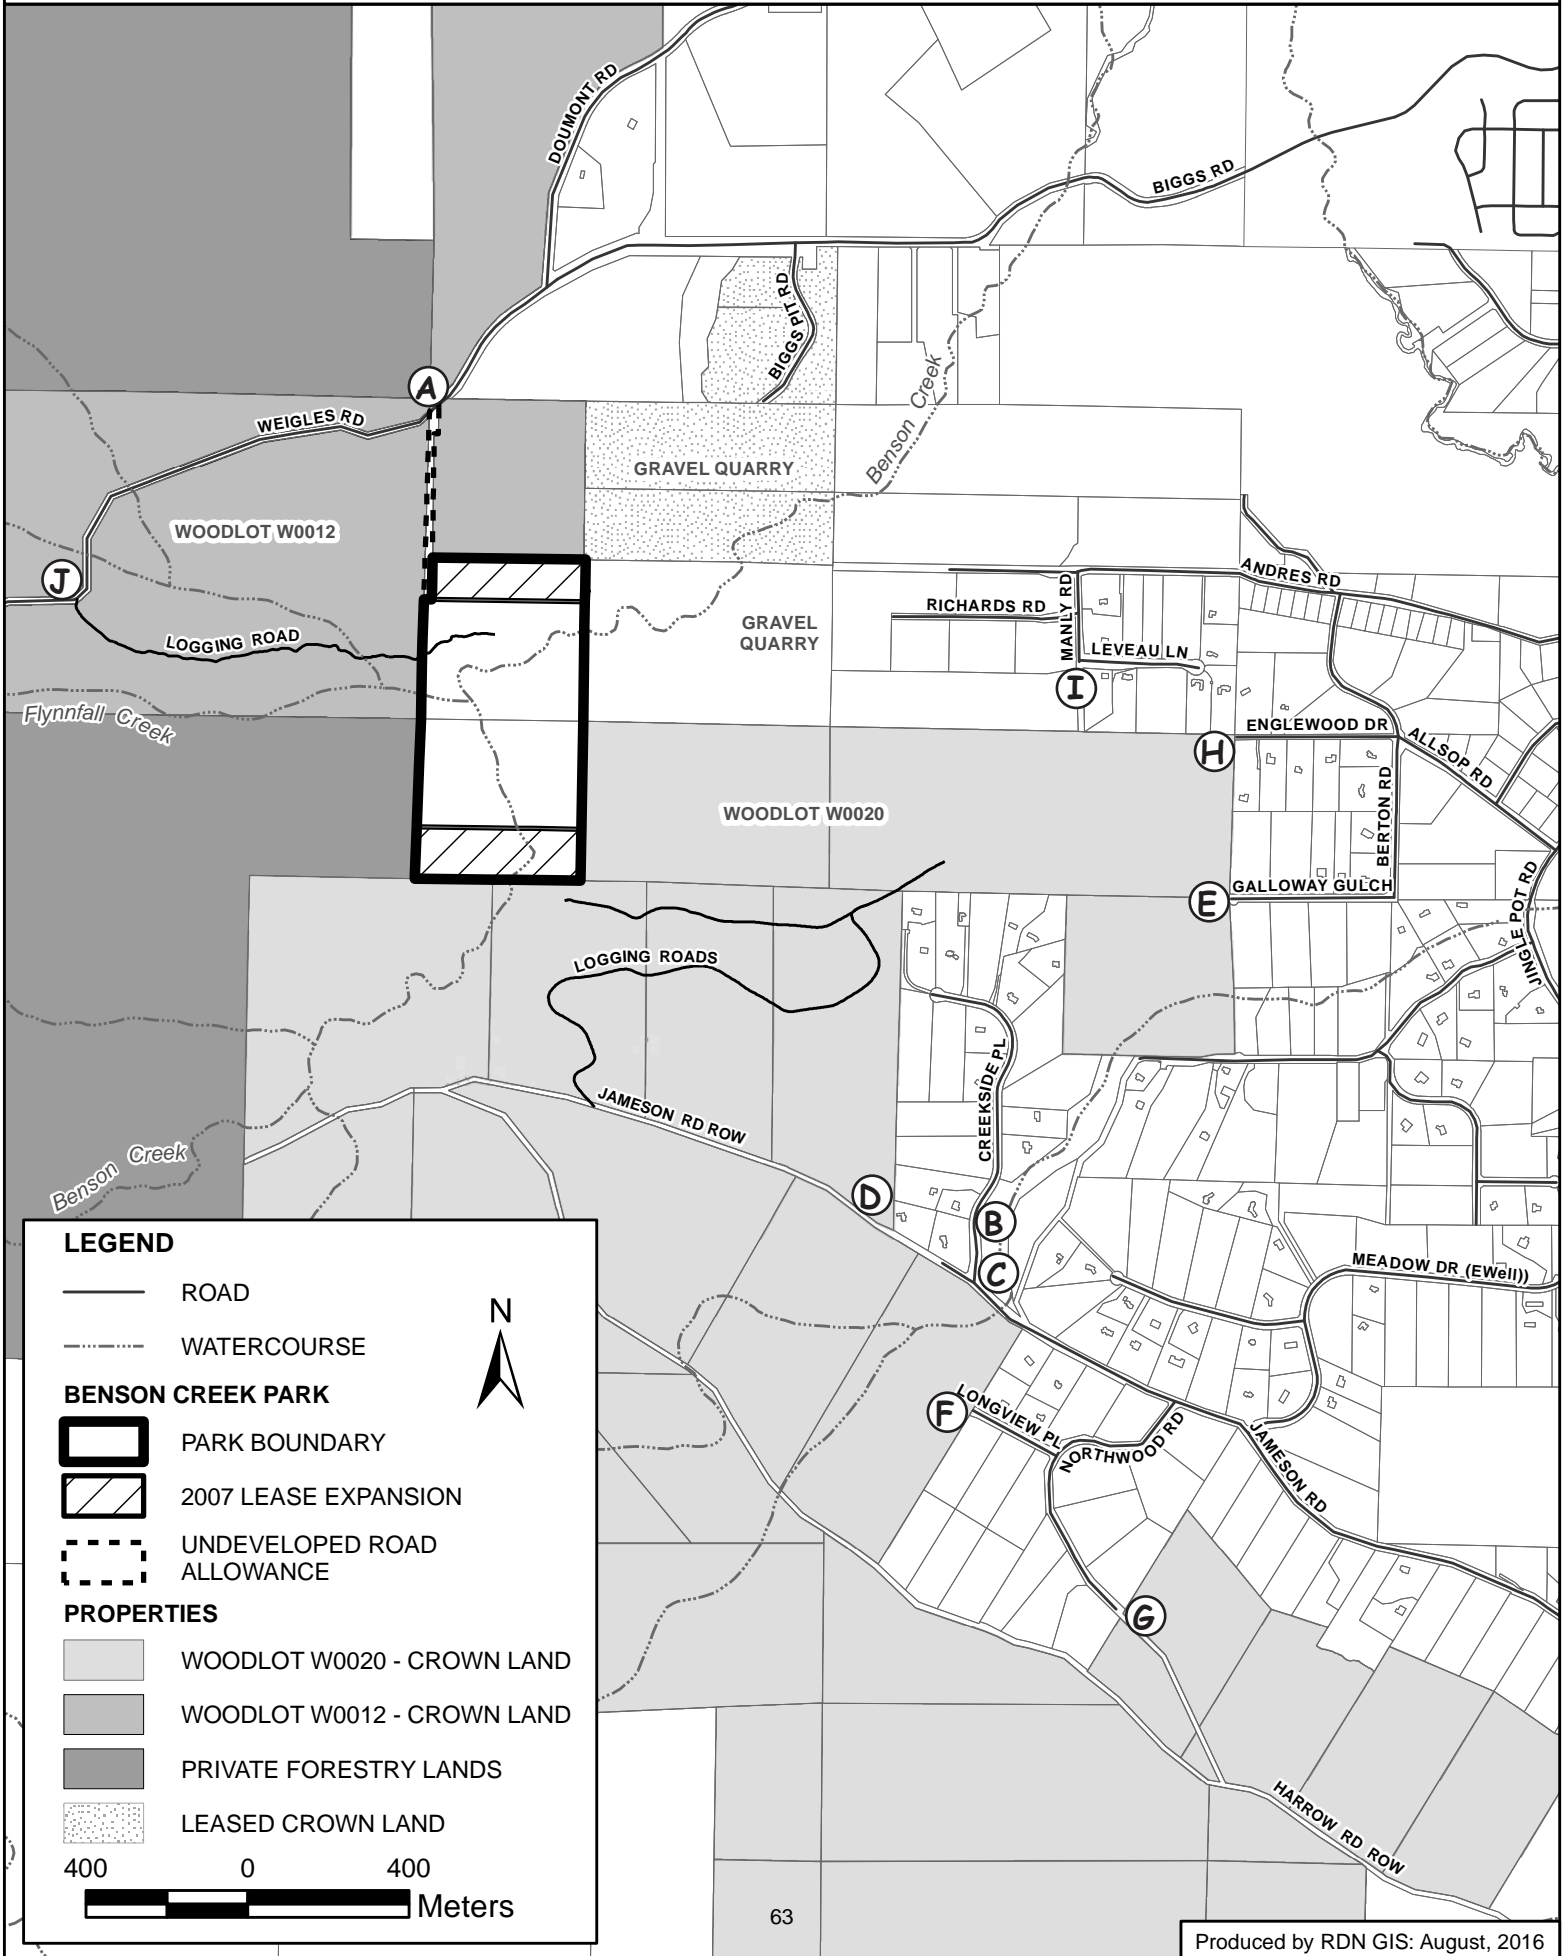 DOUMONT RD
BIGGS RD
BIGGS PIT RD
A
WEIGLES RD
Benson Creek
GRAVEL QUARRY
WOODLOT W0012
J
LOGGING ROAD
Flynnfall Creek
GRAVEL
QUARRY
ANDRES RD
RICHARDS RD
MANLY RD
LEVEAU LN
I
ENGLEWOOD DR
H
ALLSOP RD
BERTON RD
WOODLOT W0020
GALLOWAY GULCH
E
JINGLE POT RD
LOGGING ROADS
CREEKSIDE PL
JAMESON RD ROW
Benson Creek
D
B
C
MEADOW DR (EWell))
F
LONGVIEW PL
NORTHWOOD RD
JAMESON RD
G
HARROW RD ROW
LEGEND
ROAD
WATERCOURSE
N
BENSON CREEK PARK
PARK BOUNDARY
2007 LEASE EXPANSION
UNDEVELOPED ROAD
ALLOWANCE
PROPERTIES
WOODLOT W0020 - CROWN LAND
WOODLOT W0012 - CROWN LAND
PRIVATE FORESTRY LANDS
LEASED CROWN LAND
400 0 400
Meters
63
Produced by RDN GIS: August, 2016